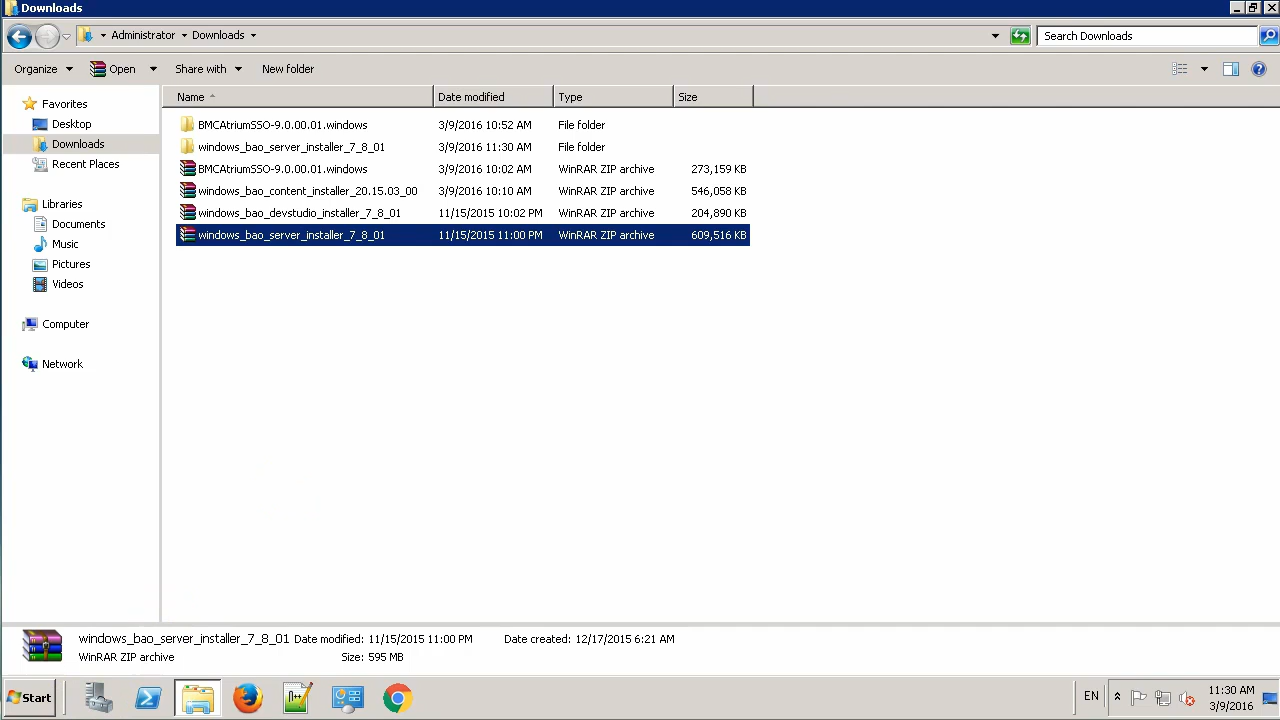 Downloads
Administrator Downloads
Search Downloads
Organize Open Share with New folder
Name Date modified Type Size
Favorites
Desktop
Downloads
Recent Places
Libraries
Documents
Music
Pictures
Videos
Computer
Network
BMCAtriumSSO-9.0.00.01.windows 3/9/2016 10:52 AM File folder
windows_bao_server_installer_7_8_01 3/9/2016 11:30 AM File folder
BMCAtriumSSO-9.0.00.01.windows 3/9/2016 10:02 AM WinRAR ZIP archive 273,159 KB
windows_bao_content_installer_20.15.03_00 3/9/2016 10:10 AM WinRAR ZIP archive 546,058 KB
windows_bao_devstudio_installer_7_8_01 11/15/2015 10:02 PM WinRAR ZIP archive 204,890 KB
windows_bao_server_installer_7_8_01 11/15/2015 11:00 PM WinRAR ZIP archive 609,516 KB
windows_bao_server_installer_7_8_01 Date modified: 11/15/2015 11:00 PM Date created: 12/17/2015 6:21 AM
WinRAR ZIP archive Size: 595 MB
Start
EN
11:30 AM
3/9/2016